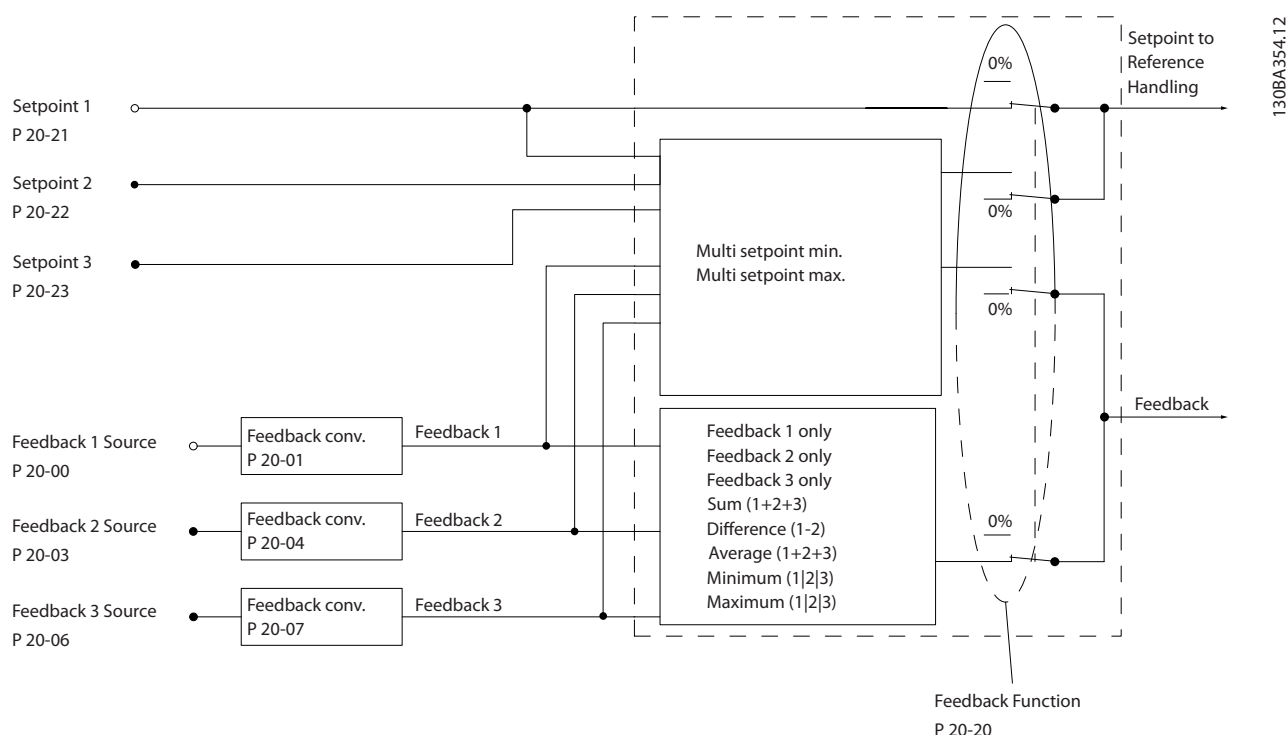 130BA354.12
Setpoint to
Reference
Handling
0%
Setpoint 1
P 20-21
Setpoint 2
P 20-22
0%
Setpoint 3
P 20-23
Multi setpoint min.
Multi setpoint max.
0%
Feedback
Feedback 1 Source
P 20-00
Feedback conv.
P 20-01
Feedback 1
Feedback 2 Source
P 20-03
Feedback conv.
P 20-04
Feedback 2
Feedback 3 Source
P 20-06
Feedback conv.
P 20-07
Feedback 3
Feedback 1 only
Feedback 2 only
Feedback 3 only
Sum (1+2+3)
Difference (1-2)
Average (1+2+3)
Minimum (1|2|3)
Maximum (1|2|3)
0%
Feedback Function
P 20-20